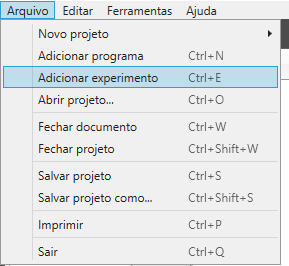 Arquivo Editar Ferramentas Ajuda
Novo projeto
Adicionar programa Ctrl+N
Adicionar experimento Ctrl+E
Abrir projeto... Ctrl+O
Fechar documento Ctrl+W
Fechar projeto Ctrl+Shift+W
Salvar projeto Ctrl+S
Salvar projeto como... Ctrl+Shift+S
Imprimir Ctrl+P
Sair Ctrl+Q